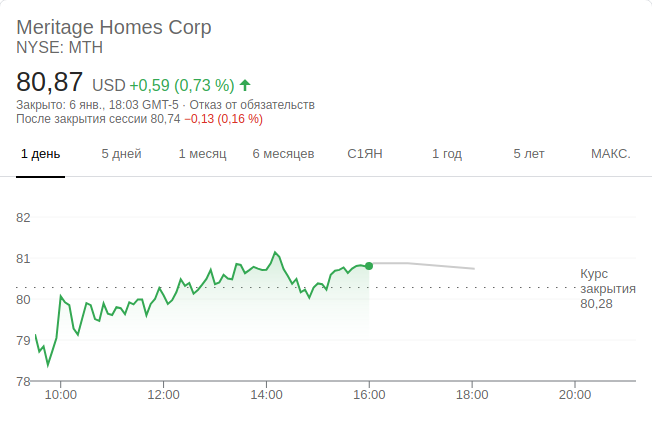 Meritage Homes Corp
NYSE: MTH
80,87 USD +0,59 (0,73 %)
Закрыто: 6 янв., 18:03 GMT-5 · Отказ от обязательств
После закрытия сессии 80,74 −0,13 (0,16 %)
1 день 5 дней 1 месяц 6 месяцев С1ЯН 1 год 5 лет МАКС.
82
81
80
79
78
Курс
закрытия
80,28
10:00 12:00 14:00 16:00 18:00 20:00